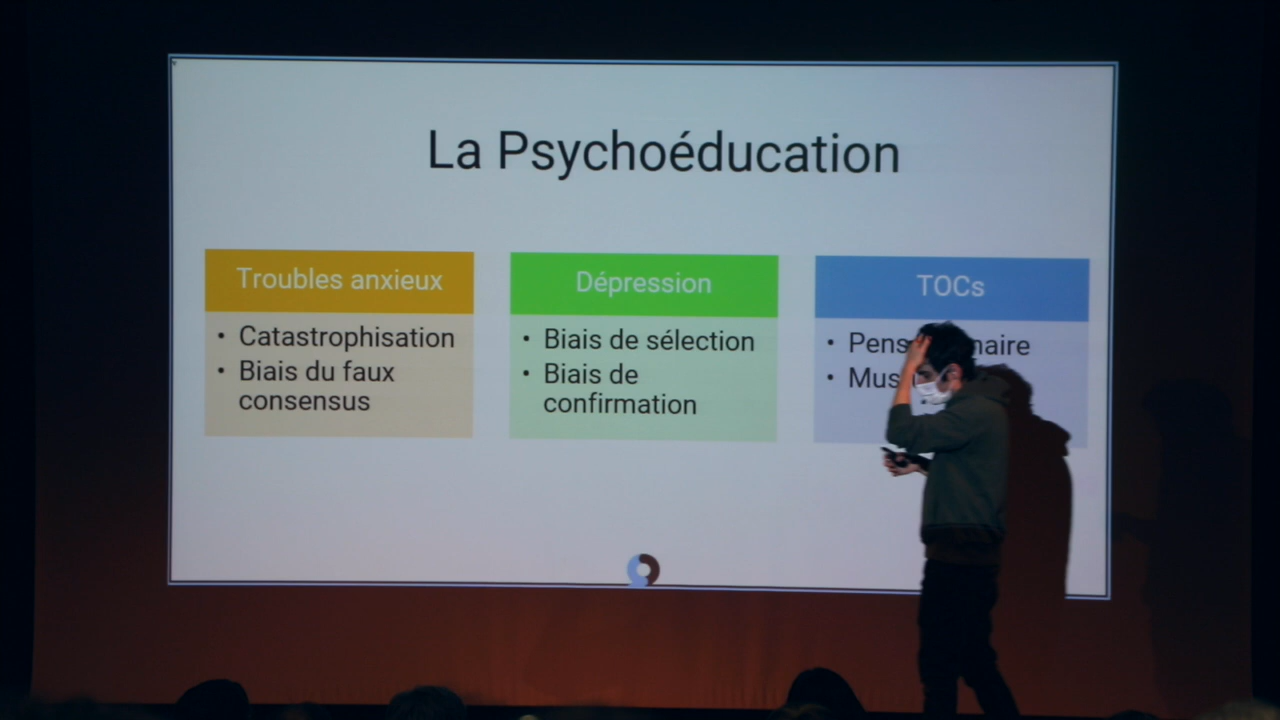 La Psychoéducation
Troubles anxieux
• Catastrophisation
• Biais du faux
consensus
Dépression
• Biais de sélection
• Biais de
confirmation
TOCs
•
•